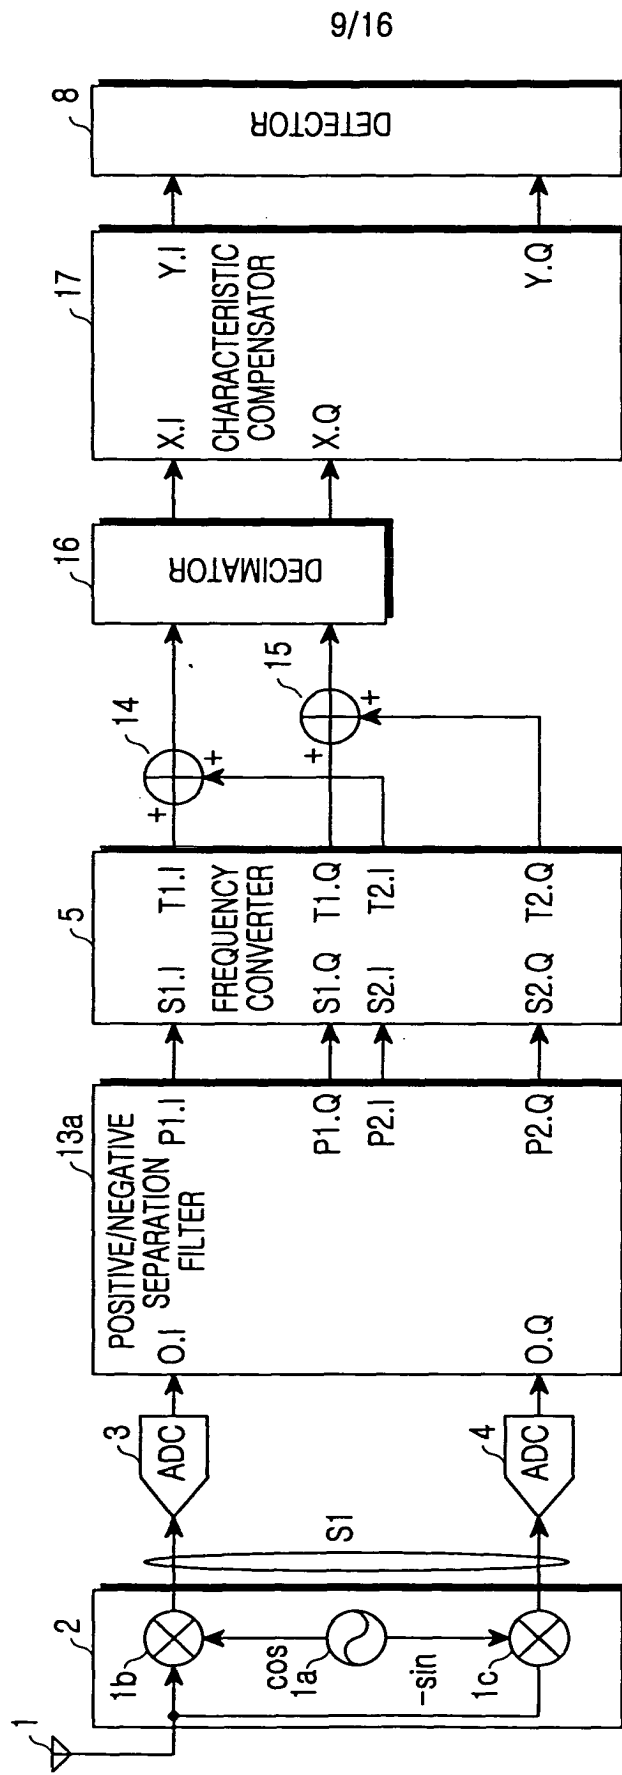 9/16
1
2
1b
cos
1a
-sin
1c
S1
3
ADC
4
ADC
13a
POSITIVE/NEGATIVE
SEPARATION
FILTER
O.I
P1.I
P1.Q
P2.I
O.Q
P2.Q
5
S1.I
T1.I
FREQUENCY
CONVERTER
S1.Q
T1.Q
S2.I
T2.I
S2.Q
T2.Q
14
+
+
15
+
+
16
DECIMATOR
17
X.I
Y.I
CHARACTERISTIC
COMPENSATOR
X.Q
Y.Q
8
DETECTOR